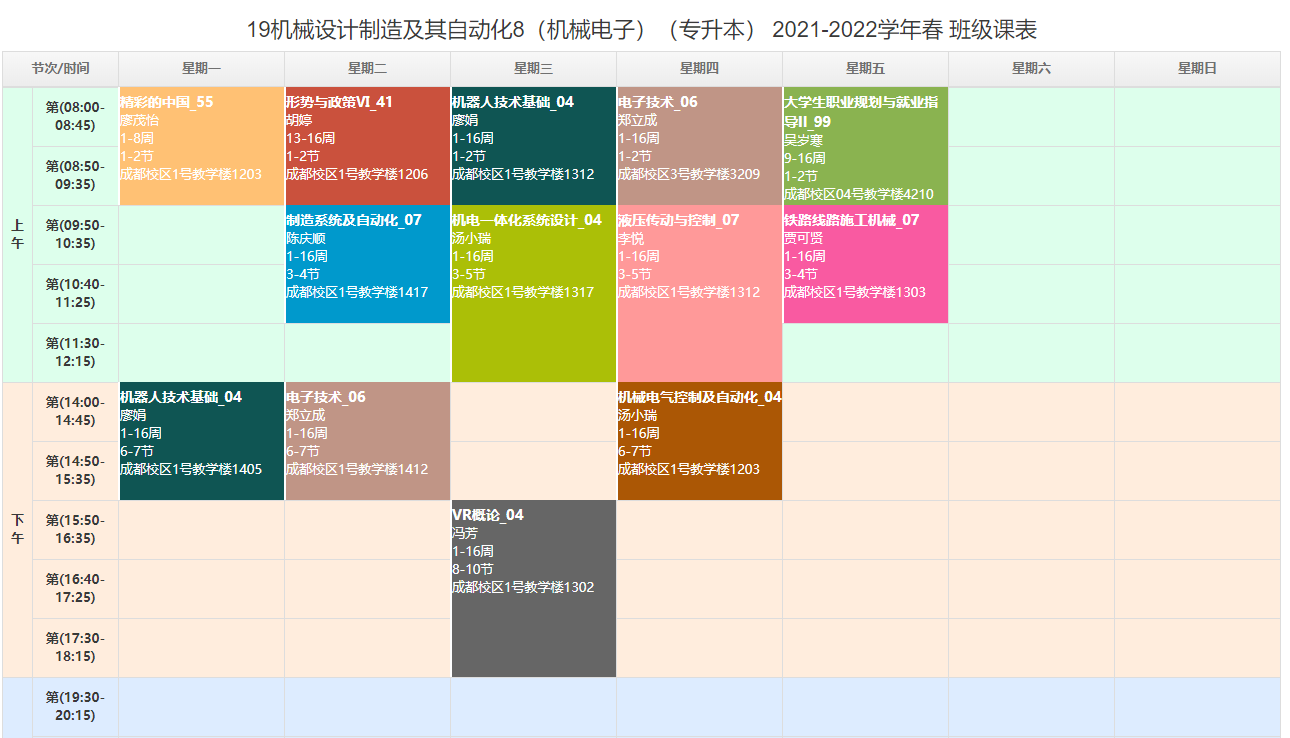 19机械设计制造及其自动化8（机械电子）（专升本） 2021-2022学年春 班级课表
节次/时间 星期一 星期二 星期三 星期四 星期五 星期六 星期日
上午
第(08:00-08:45)
第(08:50-09:35)
第(09:50-10:35)
第(10:40-11:25)
第(11:30-12:15)
精彩的中国_55
廖茂怡
1-8周
1-2节
成都校区1号教学楼1203
形势与政策Ⅵ_41
胡婷
13-16周
1-2节
成都校区1号教学楼1206
机器人技术基础_04
廖娟
1-16周
1-2节
成都校区1号教学楼1312
电子技术_06
郑立成
1-16周
1-2节
成都校区3号教学楼3209
大学生职业规划与就业指
导II_99
吴岁寒
9-16周
1-2节
成都校区04号教学楼4210
制造系统及自动化_07
陈庆顺
1-16周
3-4节
成都校区1号教学楼1417
机电一体化系统设计_04
汤小瑞
1-16周
3-5节
成都校区1号教学楼1317
液压传动与控制_07
李悦
1-16周
3-5节
成都校区1号教学楼1312
铁路线路施工机械_07
贾可贤
1-16周
3-4节
成都校区1号教学楼1303
下午
第(14:00-14:45)
第(14:50-15:35)
第(15:50-16:35)
第(16:40-17:25)
第(17:30-18:15)
机器人技术基础_04
廖娟
1-16周
6-7节
成都校区1号教学楼1405
电子技术_06
郑立成
1-16周
6-7节
成都校区1号教学楼1412
机械电气控制及自动化_04
汤小瑞
1-16周
6-7节
成都校区1号教学楼1203
VR概论_04
冯芳
1-16周
8-10节
成都校区1号教学楼1302
第(19:30-20:15)